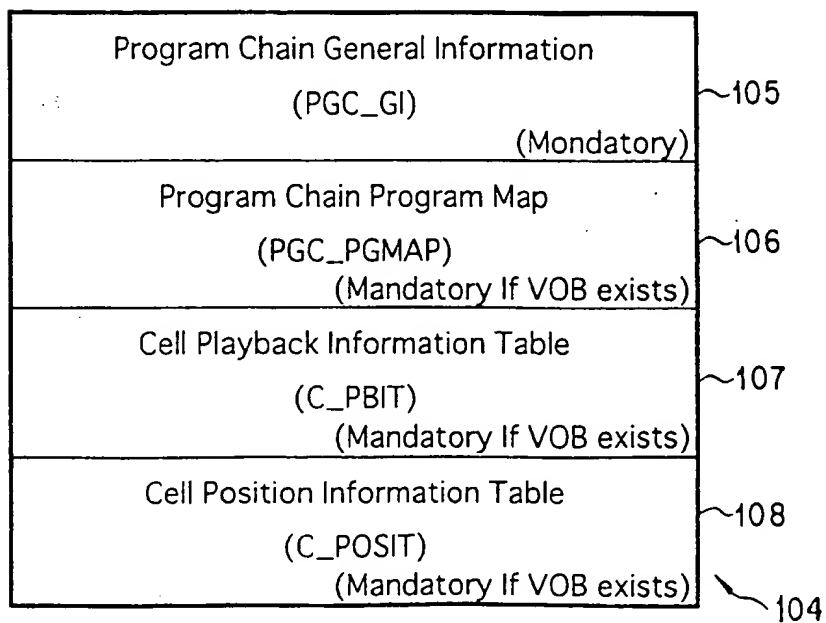 Program Chain General Information
(PGC_GI)
(Mondatory)
105
Program Chain Program Map
(PGC_PGMAP)
(Mandatory If VOB exists)
106
Cell Playback Information Table
(C_PBIT)
(Mandatory If VOB exists)
107
Cell Position Information Table
(C_POSIT)
(Mandatory If VOB exists)
108
104